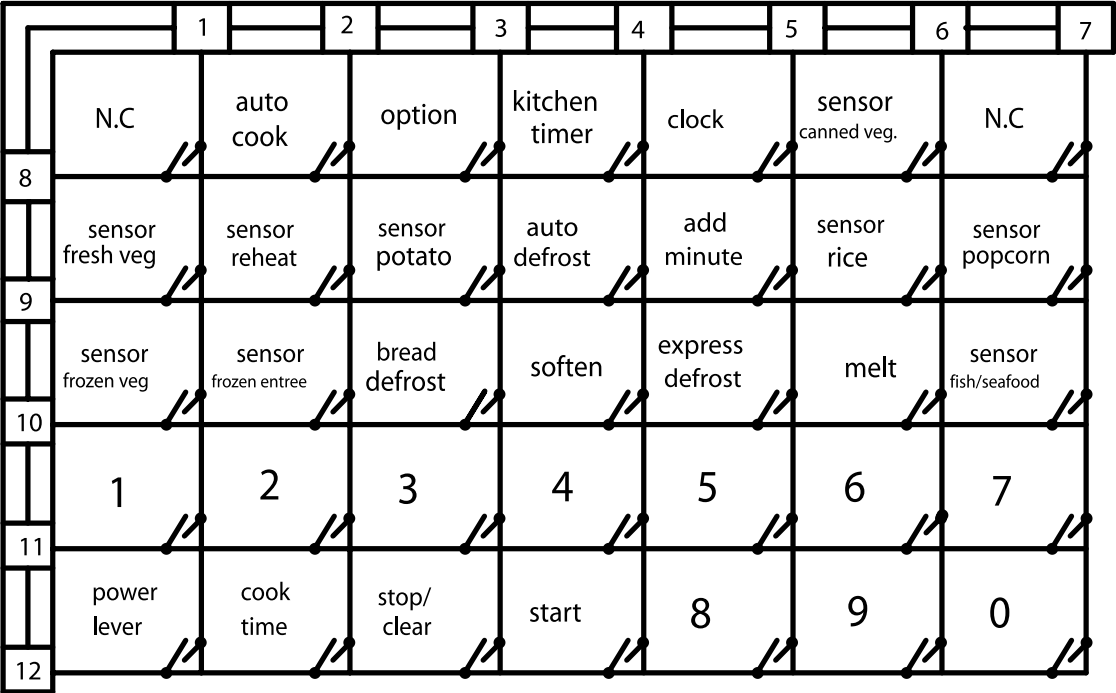 1 2 3 4 5 6 7
N.C
auto
cook
option
kitchen
timer
clock
sensor
canned veg.
N.C
8
sensor
fresh veg
sensor
reheat
sensor
potato
auto
defrost
add
minute
sensor
rice
sensor
popcorn
9
sensor
frozen veg
sensor
frozen entree
bread
defrost
soften
express
defrost
melt
sensor
fish/seafood
10
1 2 3 4 5 6 7
11
power
lever
cook
time
stop/
clear
start
8
9
0
12